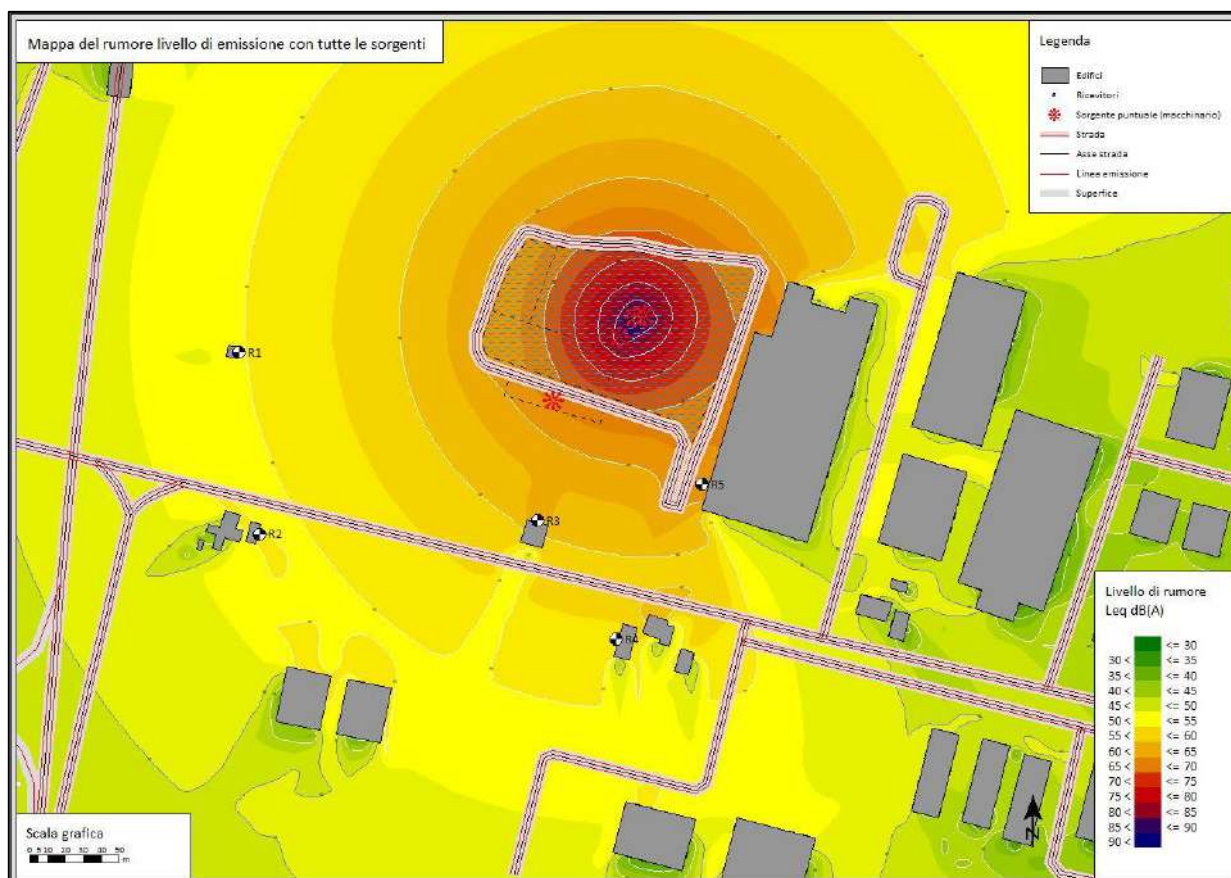 Mappa del rumore livello di emissione con tutte le sorgenti
Legenda
Edifici
Ricevitori
Sorgente puntuale (macchinario)
Strada
Asse strada
Linea emissione
Superfice
R1
R2
R3
R4
R5
Livello di rumore
Leq dB(A)
<= 30
30 < <= 35
35 < <= 40
40 < <= 45
45 < <= 50
50 < <= 55
55 < <= 60
60 < <= 65
65 < <= 70
70 < <= 75
75 < <= 80
80 < <= 85
85 < <= 90
90 <
N
Scala grafica
0 5 10 20 30 40 50
m